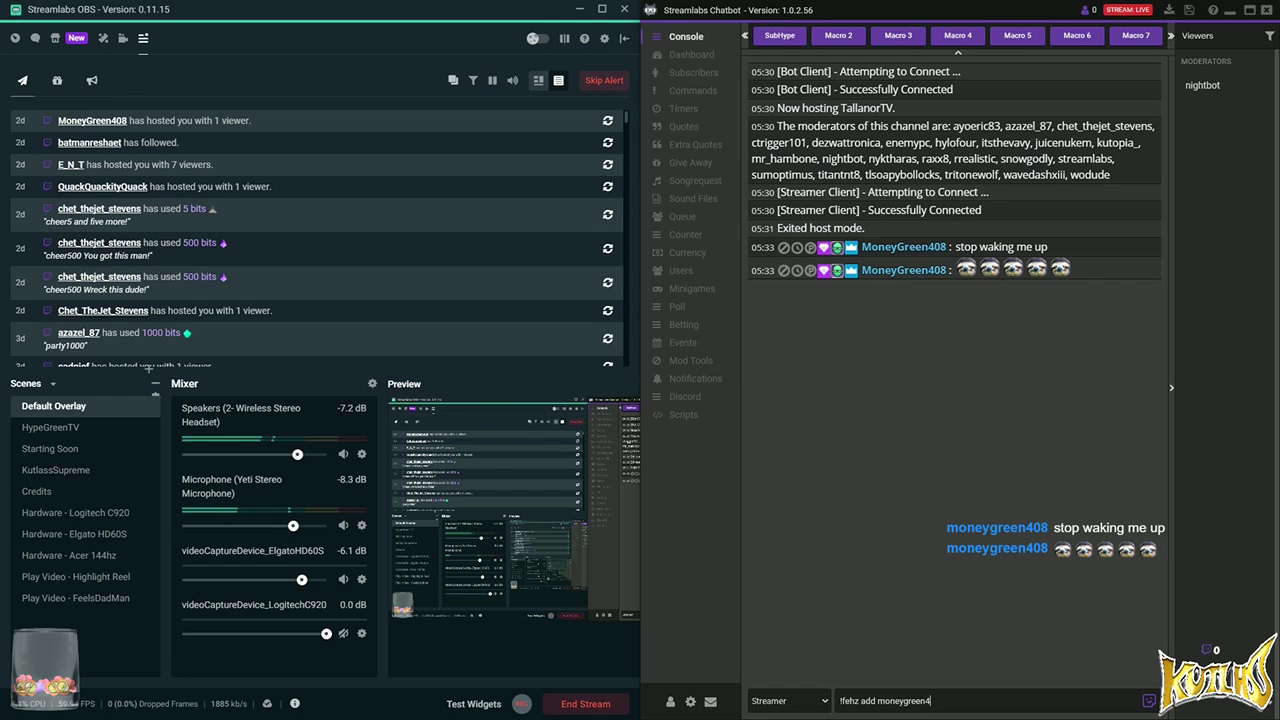 Streamlabs OBS - Version: 0.11.15
New
Skip Alert
2d MoneyGreen408 has hosted you with 1 viewer.
2d batmanreshaet has followed.
2d E_N_T has hosted you with 7 viewers.
2d QuackQuackityQuack has hosted you with 1 viewer.
2d chet_thejet_stevens has used 5 bits
"cheer5 and five more!"
2d chet_thejet_stevens has used 500 bits
"cheer500 You got this man!"
2d chet_thejet_stevens has used 500 bits
"cheer500 Wreck this dude!"
2d Chet_TheJet_Stevens has hosted you with 1 viewer.
3d azazel_87 has used 1000 bits
"party1000"
Scenes
Default Overlay
HypeGreenTV
Starting Soon
KutlassSupreme
Credits
Hardware - Logitech C920
Hardware - Elgato HD60S
Hardware - Acer 144hz
Play Video - Highlight Reel
Play Video - FeelsDadMan
Mixer
Speakers (2- Wireless Stereo -7.2 dB
Headset)
Microphone (Yeti Stereo -8.3 dB
Microphone)
videoCaptureDevice_ElgatoHD60S -6.1 dB
videoCaptureDevice_LogitechC920 0.0 dB
Preview
CPU
FPS
0 (0.0%) Dropped Frames
1885 kb/s
Test Widgets
REC
End Stream
Streamlabs Chatbot - Version: 1.0.2.56
0
STREAM: LIVE
Console
Dashboard
Subscribers
Commands
Timers
Quotes
Extra Quotes
Give Away
Songrequest
Sound Files
Queue
Counter
Currency
Users
Minigames
Poll
Betting
Events
Mod Tools
Notifications
Discord
Scripts
SubHype
Macro 2
Macro 3
Macro 4
Macro 5
Macro 6
Macro 7
05:30 [Bot Client] - Attempting to Connect ...
05:30 [Bot Client] - Successfully Connected
05:30 Now hosting TallanorTV.
05:30 The moderators of this channel are: ayoeric83, azazel_87, chet_thejet_stevens,
ctrigger101, dezwattronica, enemypc, hylofour, itsthevavy, juicenukem, kutopia_,
mr_hambone, nightbot, nyktharas, raxx8, rrealistic, snowgodly, streamlabs,
sumoptimus, titantnt8, tlsoapybollocks, tritonewolf, wavedashxiii, wodude
05:30 [Streamer Client] - Attempting to Connect ...
05:30 [Streamer Client] - Successfully Connected
05:31 Exited host mode.
05:33 MoneyGreen408 : stop waking me up
05:33 MoneyGreen408 :
moneygreen408 stop waking me up
moneygreen408
Streamer
!fehz add moneygreen4
Viewers
MODERATORS
nightbot
0
KUTLASS